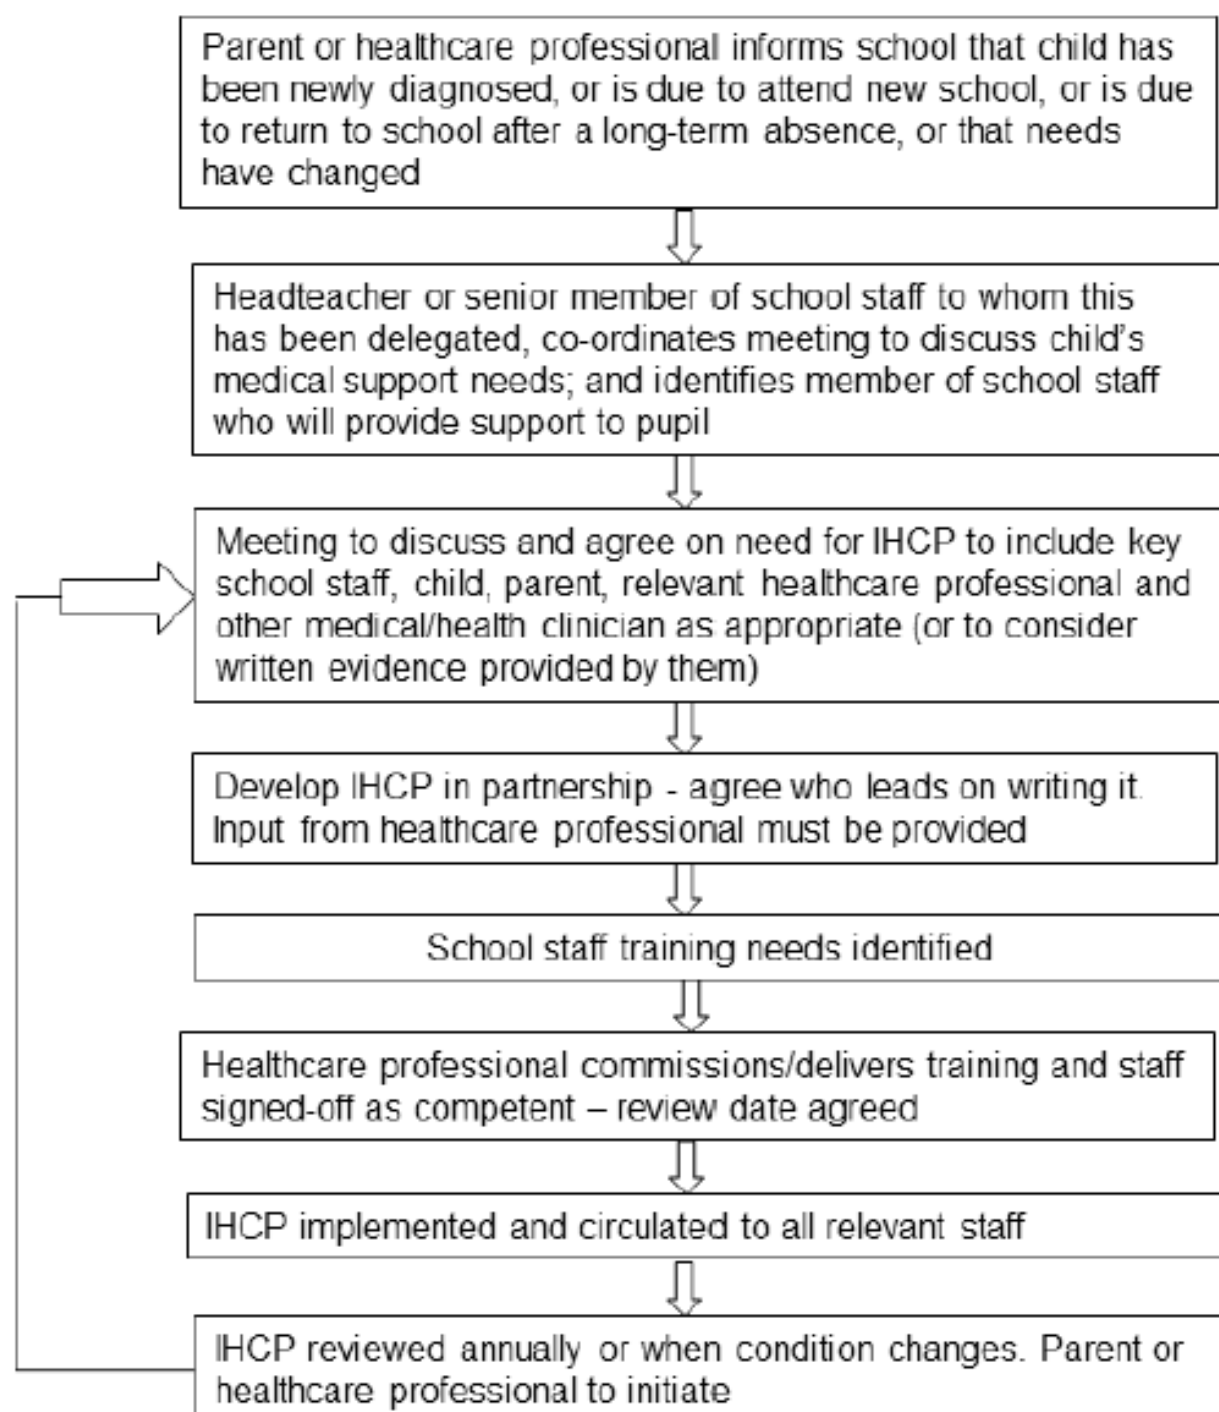 Parent or healthcare professional informs school that child has
been newly diagnosed, or is due to attend new school, or is due
to return to school after a long-term absence, or that needs
have changed
Headteacher or senior member of school staff to whom this
has been delegated, co-ordinates meeting to discuss child's
medical support needs; and identifies member of school staff
who will provide support to pupil
Meeting to discuss and agree on need for IHCP to include key
school staff, child, parent, relevant healthcare professional and
other medical/health clinician as appropriate (or to consider
written evidence provided by them)
Develop IHCP in partnership - agree who leads on writing it.
Input from healthcare professional must be provided
School staff training needs identified
Healthcare professional commissions/delivers training and staff
signed-off as competent – review date agreed
IHCP implemented and circulated to all relevant staff
IHCP reviewed annually or when condition changes. Parent or
healthcare professional to initiate